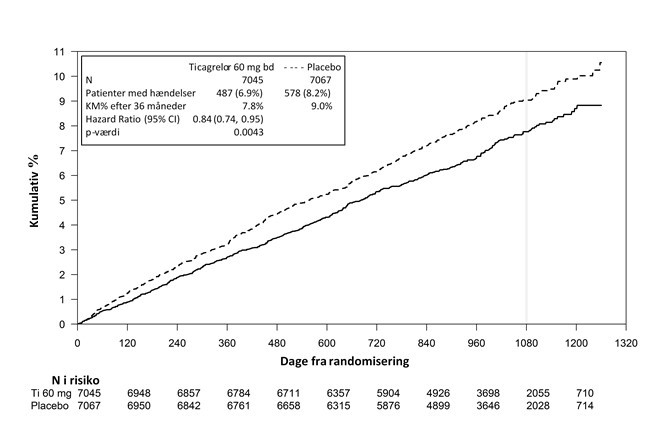 Ticagrelor 60 mg bd ---- Placebo
N 7045 7067
Patienter med hændelser 487 (6.9%) 578 (8.2%)
KM% efter 36 måneder 7.8% 9.0%
Hazard Ratio (95% CI) 0.84 (0.74, 0.95)
p-værdi 0.0043
Kumulativ %
11
10
9
8
7
6
5
4
3
2
1
0
0 120 240 360 480 600 720 840 960 1080 1200 1320
Dage fra randomisering
N i risiko
Ti 60 mg 7045 6948 6857 6784 6711 6357 5904 4926 3698 2055 710
Placebo 7067 6950 6842 6761 6658 6315 5876 4899 3646 2028 714